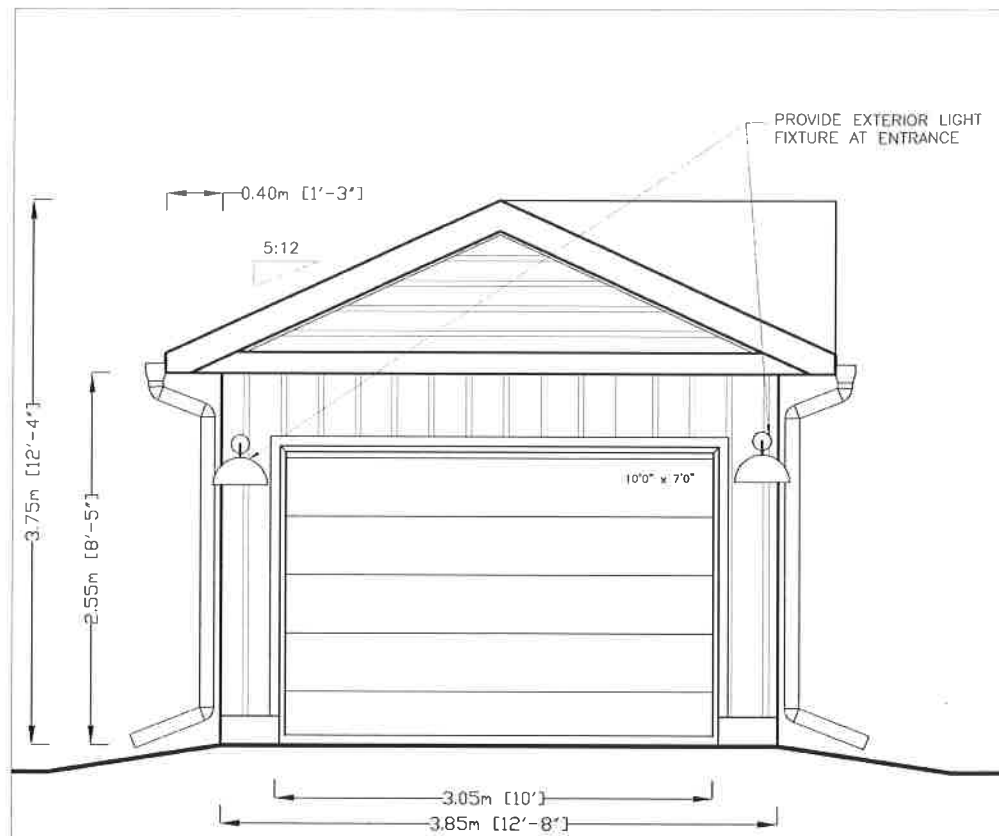 PROVIDE EXTERIOR LIGHT
FIXTURE AT ENTRANCE
0.40m [1'-3"]
5:12
3.75m [12'-4"]
2.55m [8'-5"]
10'0" x 7'0"
3.05m [10']
3.85m [12'-8"]